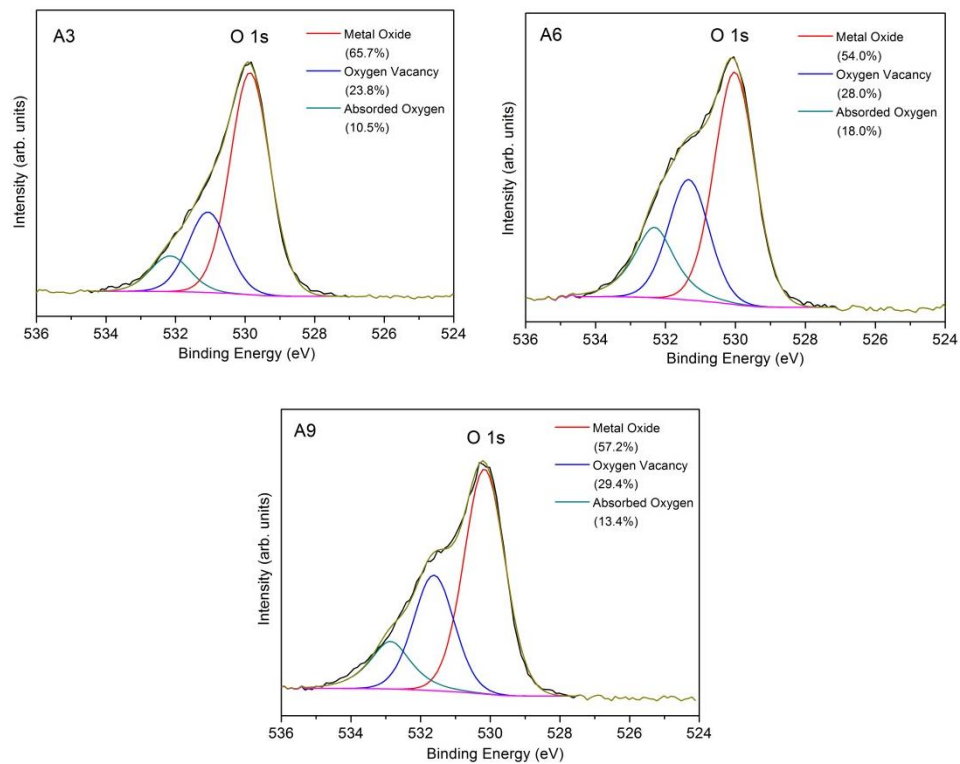 A3
O 1s
Metal Oxide
(65.7%)
Oxygen Vacancy
(23.8%)
Absorded Oxygen
(10.5%)
Intensity (arb. units)
536 534 532 530 528 526 524
Binding Energy (eV)
A6
O 1s
Metal Oxide
(54.0%)
Oxygen Vacancy
(28.0%)
Absorded Oxygen
(18.0%)
Intensity (arb. units)
536 534 532 530 528 526 524
Binding Energy (eV)
A9
O 1s
Metal Oxide
(57.2%)
Oxygen Vacancy
(29.4%)
Absorbed Oxygen
(13.4%)
Intensity (arb. units)
536 534 532 530 528 526 524
Binding Energy (eV)